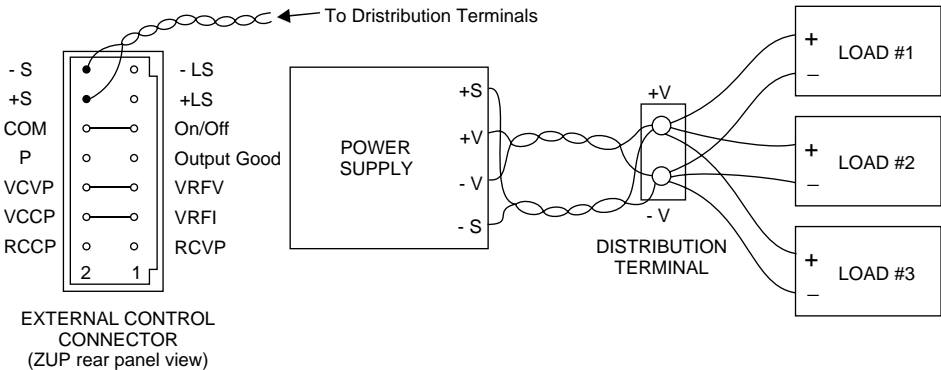 To Dristribution Terminals
- S
- LS
+S
+LS
COM
On/Off
P
Output Good
VCVP
VRFV
VCCP
VRFI
RCCP
RCVP
2
1
EXTERNAL CONTROL
CONNECTOR
(ZUP rear panel view)
POWER
SUPPLY
+S
+V
- V
- S
+V
- V
DISTRIBUTION
TERMINAL
+
LOAD #1
–
+
LOAD #2
–
+
LOAD #3
–